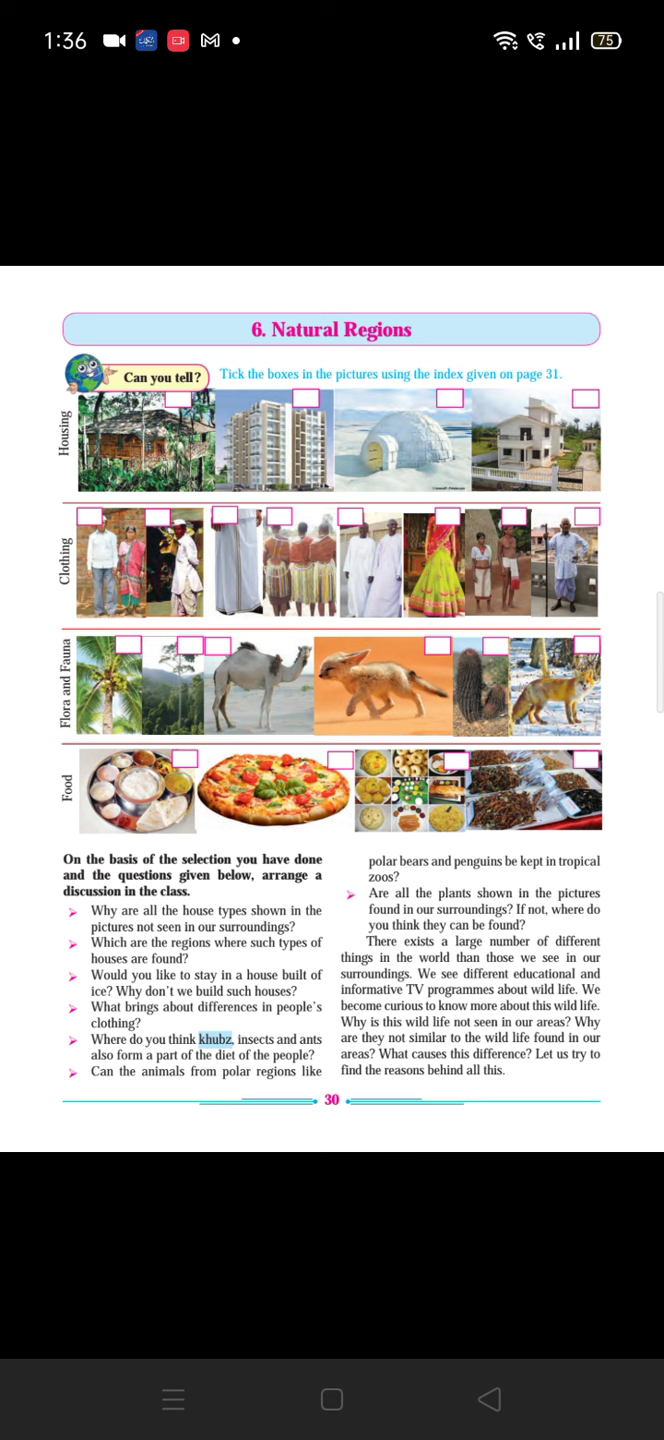 1:36
75
6. Natural Regions
Can you tell?
Tick the boxes in the pictures using the index given on page 31.
Housing
Clothing
Flora and Fauna
Food
On the basis of the selection you have done
and the questions given below, arrange a
discussion in the class.
➢ Why are all the house types shown in the
pictures not seen in our surroundings?
➢ Which are the regions where such types of
houses are found?
➢ Would you like to stay in a house built of
ice? Why don't we build such houses?
➢ What brings about differences in people's
clothing?
➢ Where do you think khubz, insects and ants
also form a part of the diet of the people?
➢ Can the animals from polar regions like
polar bears and penguins be kept in tropical
zoos?
➢ Are all the plants shown in the pictures
found in our surroundings? If not, where do
you think they can be found?
There exists a large number of different
things in the world than those we see in our
surroundings. We see different educational and
informative TV programmes about wild life. We
become curious to know more about this wild life.
Why is this wild life not seen in our areas? Why
are they not similar to the wild life found in our
areas? What causes this difference? Let us try to
find the reasons behind all this.
30